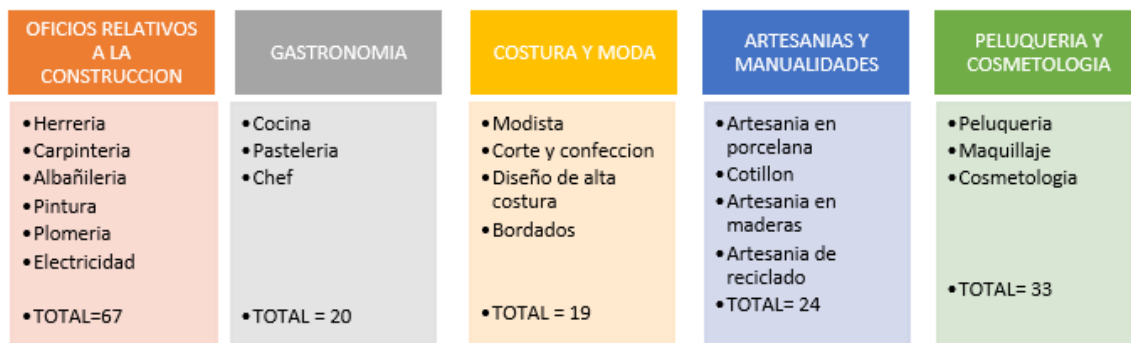 OFICIOS RELATIVOS
A LA
CONSTRUCCION
•Herreria
•Carpinteria
•Albañileria
•Pintura
•Plomeria
•Electricidad
•TOTAL=67
GASTRONOMIA
•Cocina
•Pasteleria
•Chef
•TOTAL = 20
COSTURA Y MODA
•Modista
•Corte y confeccion
•Diseño de alta
costura
•Bordados
•TOTAL = 19
ARTESANIAS Y
MANUALIDADES
•Artesania en
porcelana
•Cotillon
•Artesania en
maderas
•Artesania de
reciclado
•TOTAL= 24
PELUQUERIA Y
COSMETOLOGIA
•Peluqueria
•Maquillaje
•Cosmetologia
•TOTAL= 33